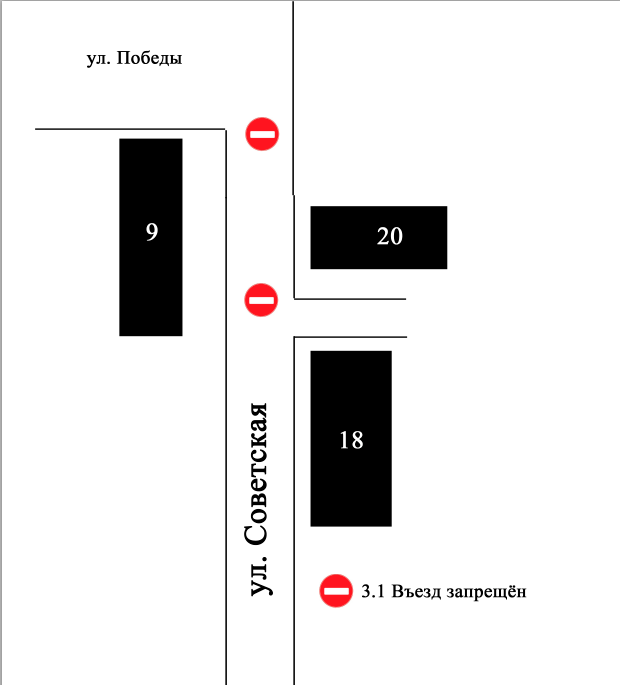 ул. Победы
9
20
18
ул. Советская
3.1 Въезд запрещён